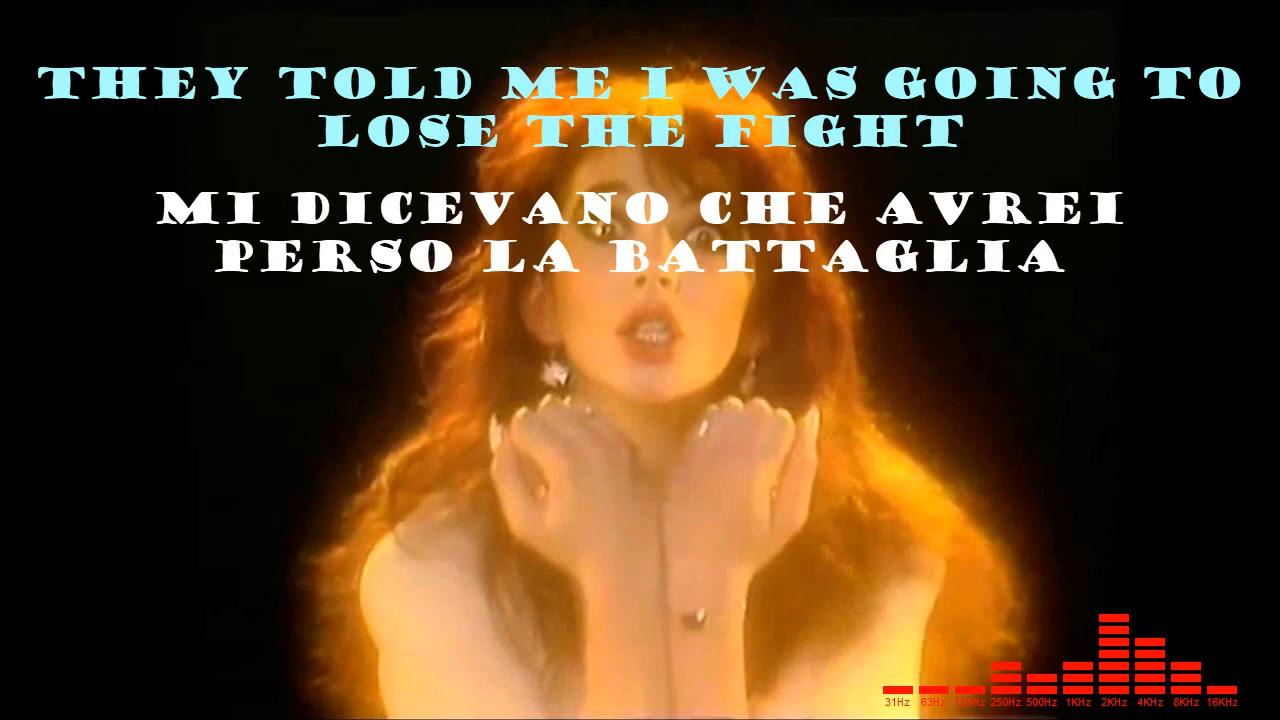 THEY TOLD ME I WAS GOING TO
LOSE THE FIGHT
MI DICEVANO CHE AVREI
PERSO LA BATTAGLIA
31Hz 63Hz 125Hz 250Hz 500Hz 1KHz 2KHz 4KHz 8KHz 16KHz